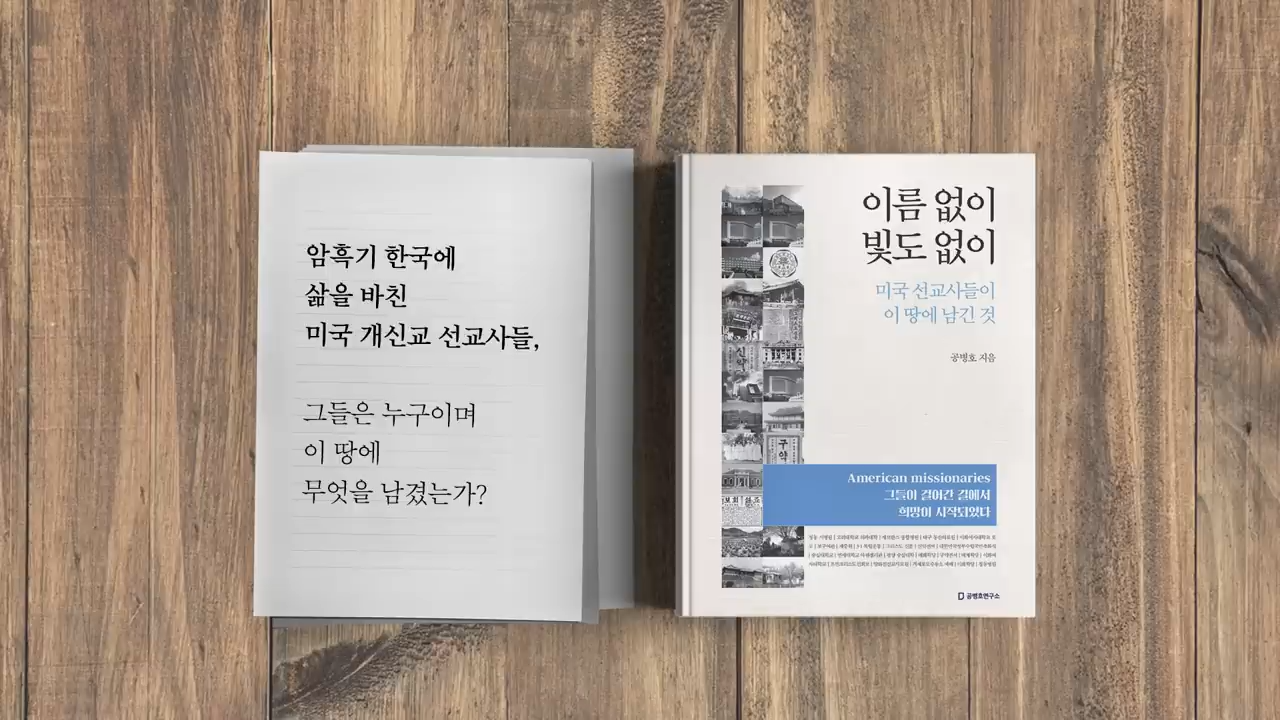 암흑기 한국에
삶을 바친
미국 개신교 선교사들,
그들은 누구이며
이 땅에
무엇을 남겼는가?
이름 없이
빛도 없이
미국 선교사들이
이 땅에 남긴 것
공병호 지음
구약
American missionaries
그들이 걸어간 길에서
희망이 시작되었다
공병호연구소